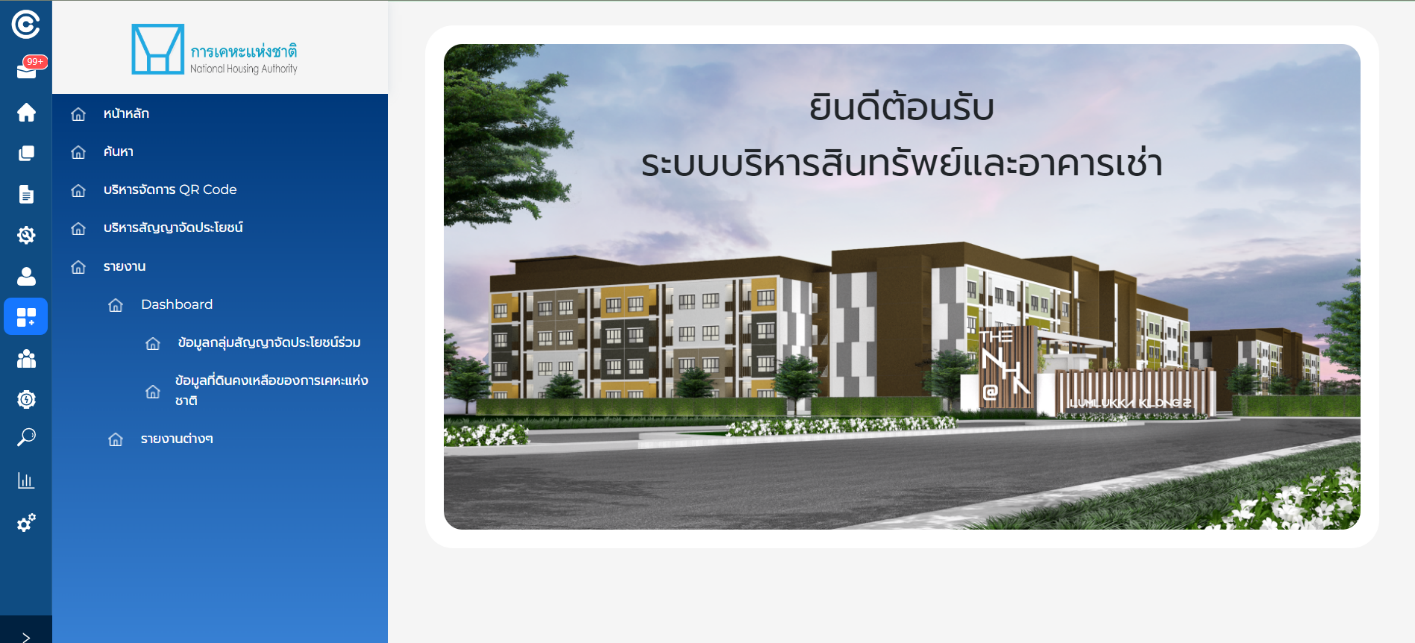 99+
การเคหะแห่งชาติ
National Housing Authority
หน้าหลัก
ค้นหา
บริหารจัดการ QR Code
บริหารสัญญาจัดประโยชน์
รายงาน
Dashboard
ข้อมูลกลุ่มสัญญาจัดประโยชน์ร่วม
ข้อมูลที่ดินคงเหลือของการเคหะแห่ง
ชาติ
รายงานต่างๆ
ยินดีต้อนรับ
ระบบบริหารสินทรัพย์และอาคารเช่า
THE
NHA
@
LUMLUKKA KLONG 2